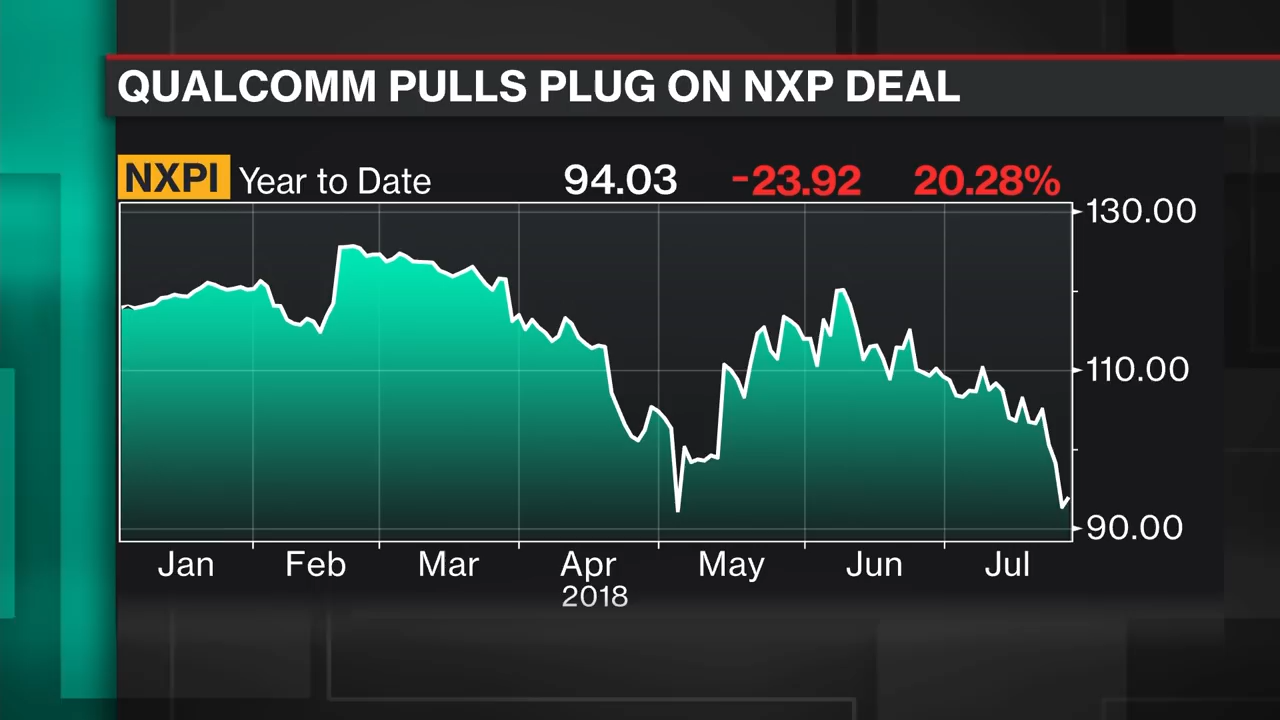 QUALCOMM PULLS PLUG ON NXP DEAL
NXPI Year to Date 94.03 -23.92 20.28%
130.00
110.00
90.00
Jan Feb Mar Apr May Jun Jul
2018